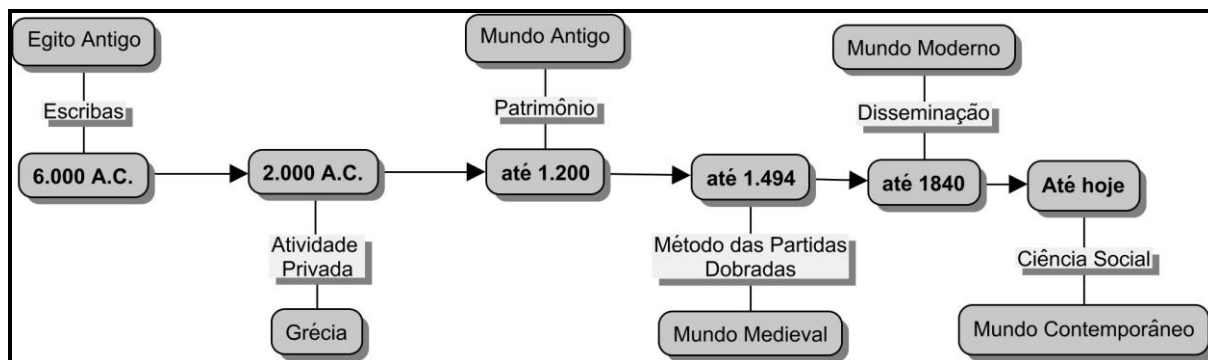 Egito Antigo
Mundo Antigo
Mundo Moderno
Escribas
Patrimônio
Disseminação
6.000 A.C.
2.000 A.C.
até 1.200
até 1.494
até 1840
Até hoje
Atividade
Privada
Método das Partidas
Dobradas
Ciência Social
Grécia
Mundo Medieval
Mundo Contemporâneo